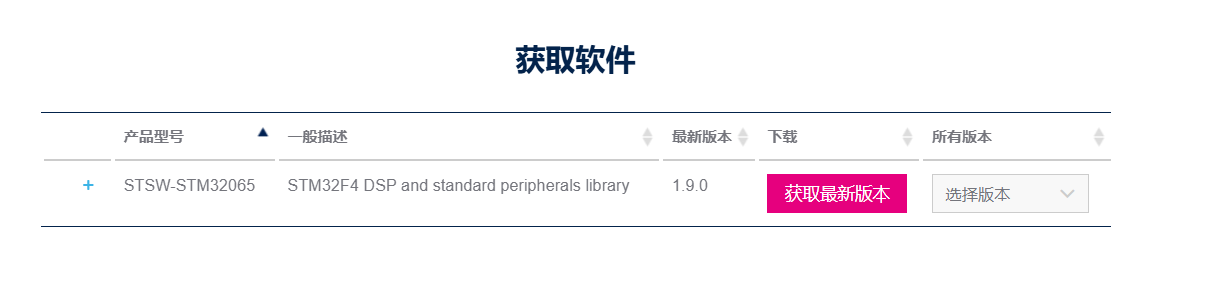 获取软件
产品型号 一般描述 最新版本 下载 所有版本
+ STSW-STM32065 STM32F4 DSP and standard peripherals library 1.9.0 获取最新版本 选择版本